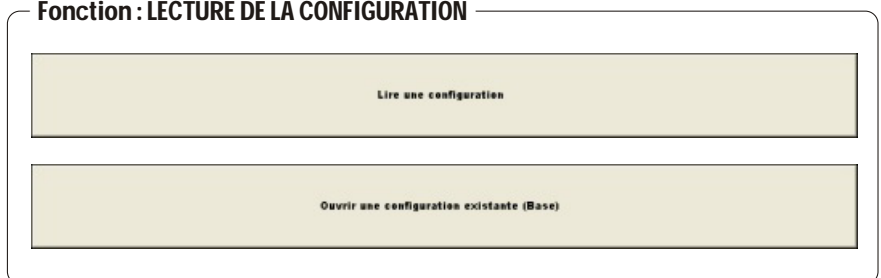 Fonction : LECTURE DE LA CONFIGURATION
Lire une configuration
Ouvrir une configuration existante (Base)